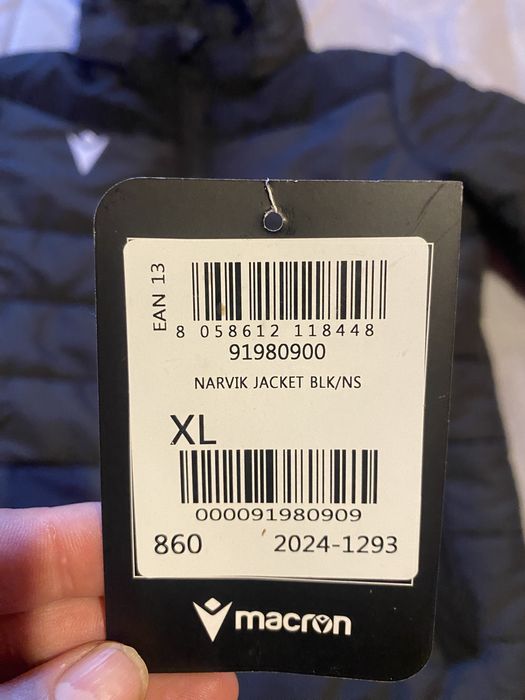 EAN 13
8 058612 118448
91980900
NARVIK JACKET BLK/NS
XL
000091980909
860 2024-1293
macron